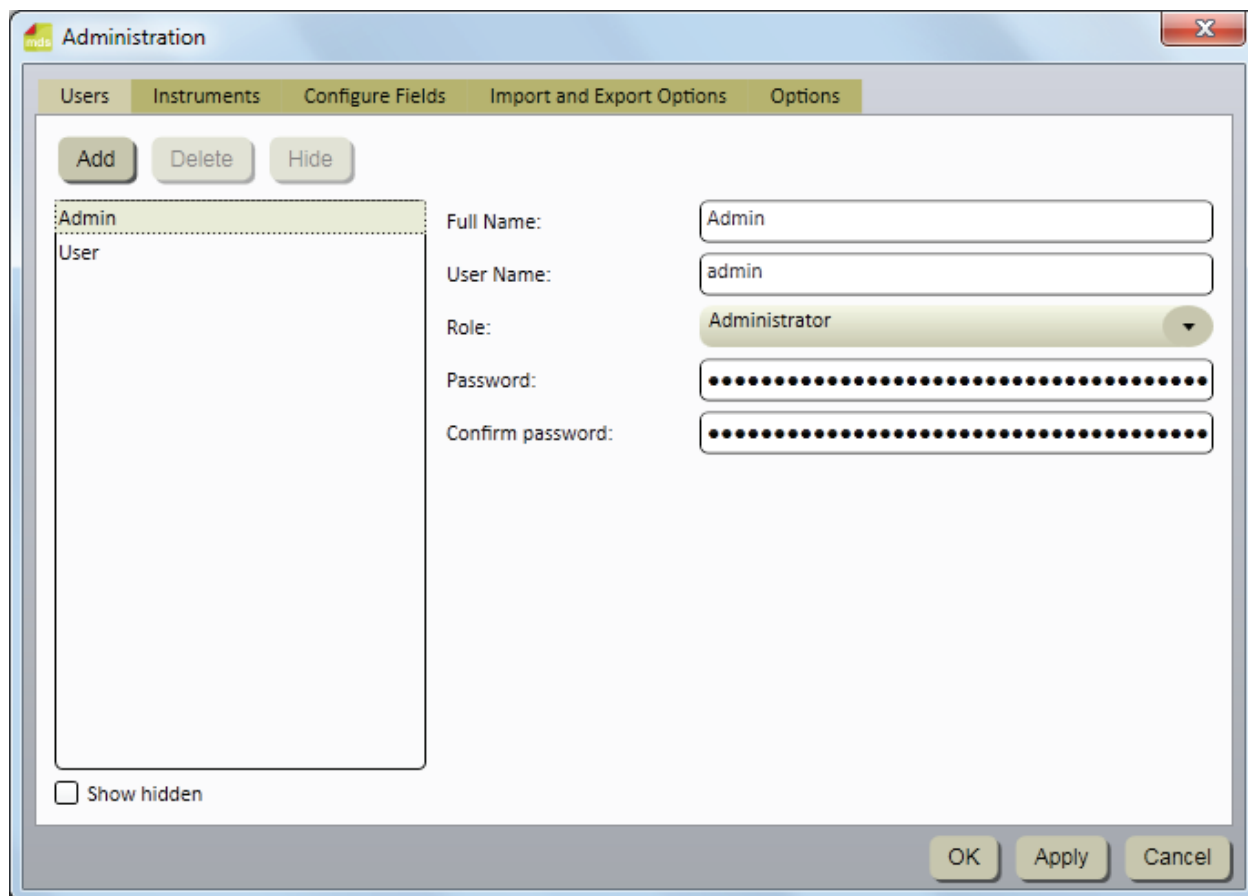 mds Administration
X
Users Instruments Configure Fields Import and Export Options Options
Add Delete Hide
Admin
User
Full Name: Admin
User Name: admin
Role: Administrator
Password: ●●●●●●●●●●●●●●●●●●●●●●●●●●●●●●●●●●●●●●
Confirm password: ●●●●●●●●●●●●●●●●●●●●●●●●●●●●●●●●●●●●●●
Show hidden
OK Apply Cancel